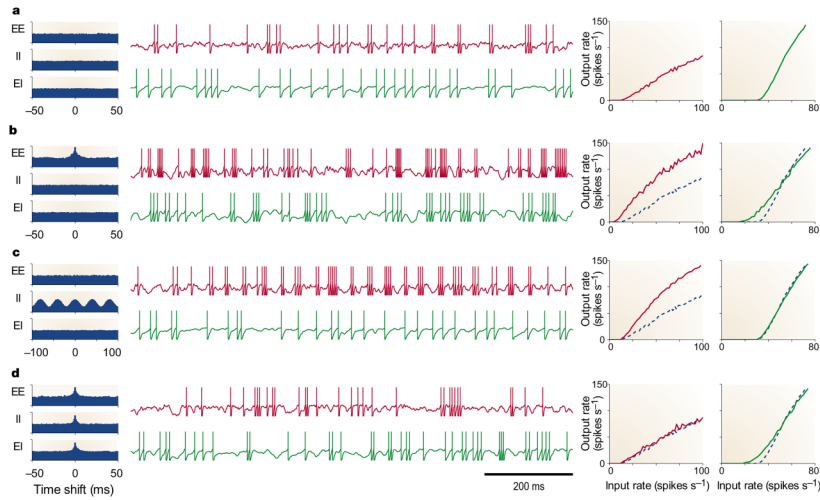 a
EE
II
EI
−50 0 50
Output rate
(spikes s−1)
150
0
0 100
0 80
b
EE
II
EI
−50 0 50
Output rate
(spikes s−1)
150
0
0 100
0 80
c
EE
II
EI
−100 0 100
Output rate
(spikes s−1)
150
0
0 100
0 80
d
EE
II
EI
−50 0 50
Time shift (ms)
200 ms
Output rate
(spikes s−1)
150
0
0 100
Input rate (spikes s−1)
0 80
Input rate (spikes s−1)